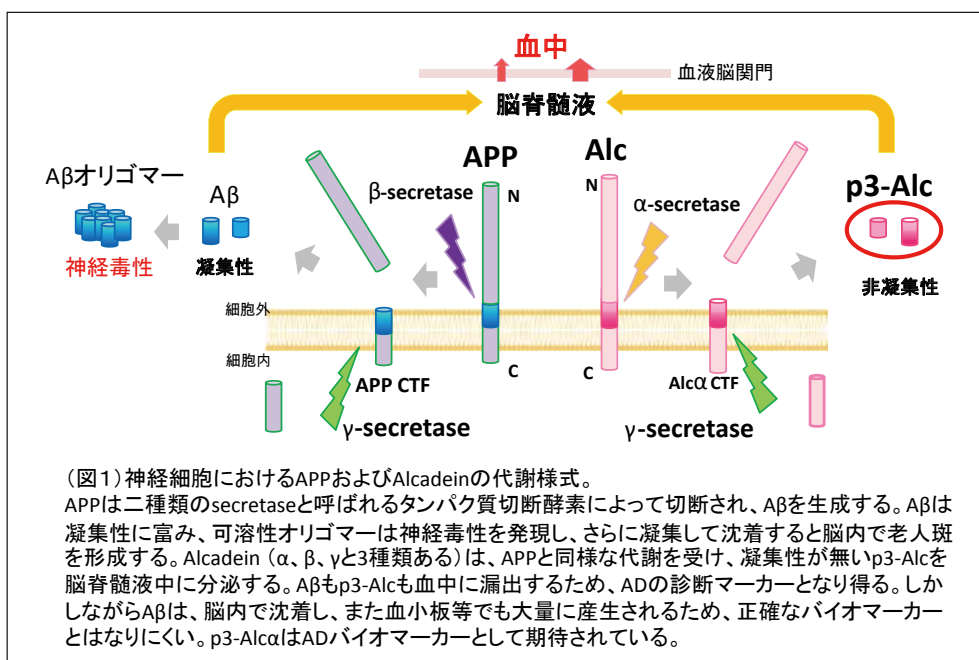 血中
血液脳関門
脳脊髄液
APP
Alc
Aβオリゴマー
Aβ
β-secretase
N
N
α-secretase
p3-Alc
神経毒性
凝集性
非凝集性
細胞外
細胞内
APP CTF
C
C
Alcα CTF
γ-secretase
γ-secretase
(図1)神経細胞におけるAPPおよびAlcadeinの代謝様式。
APPは二種類のsecretaseと呼ばれるタンパク質切断酵素によって切断され、Aβを生成する。Aβは
凝集性に富み、可溶性オリゴマーは神経毒性を発現し、さらに凝集して沈着すると脳内で老人斑
を形成する。Alcadein (α、β、γと3種類ある)は、APPと同様な代謝を受け、凝集性が無いp3-Alcを
脳脊髄液中に分泌する。Aβもp3-Alcも血中に漏出するため、ADの診断マーカーとなり得る。しか
しながらAβは、脳内で沈着し、また血小板等でも大量に産生されるため、正確なバイオマーカー
とはなりにくい。p3-AlcαはADバイオマーカーとして期待されている。